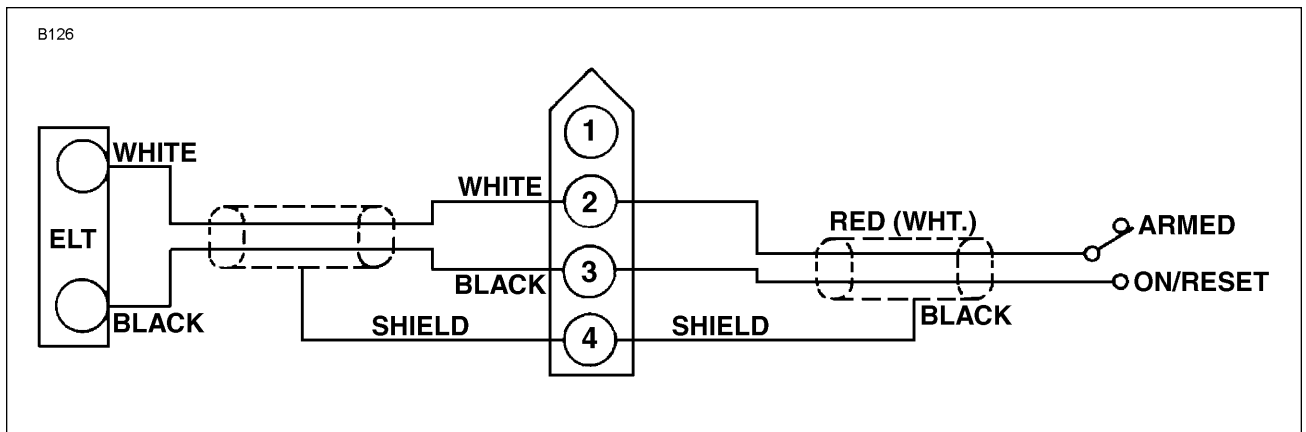 B126
WHITE
ELT
BLACK
WHITE
BLACK
SHIELD
1
2
3
4
SHIELD
RED (WHT.)
BLACK
ARMED
ON/RESET